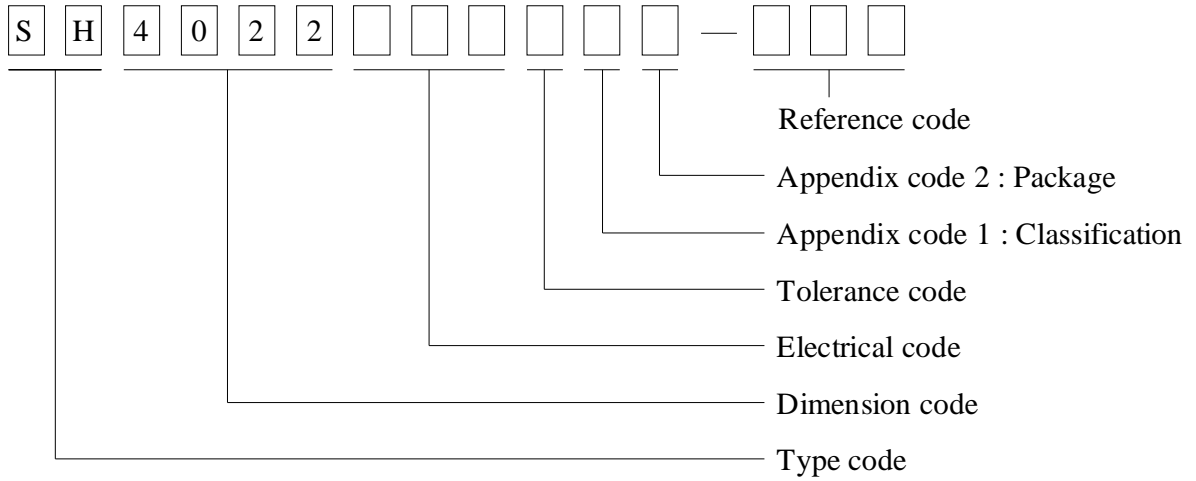 S H 4 0 2 2 —
Reference code
Appendix code 2 : Package
Appendix code 1 : Classification
Tolerance code
Electrical code
Dimension code
Type code